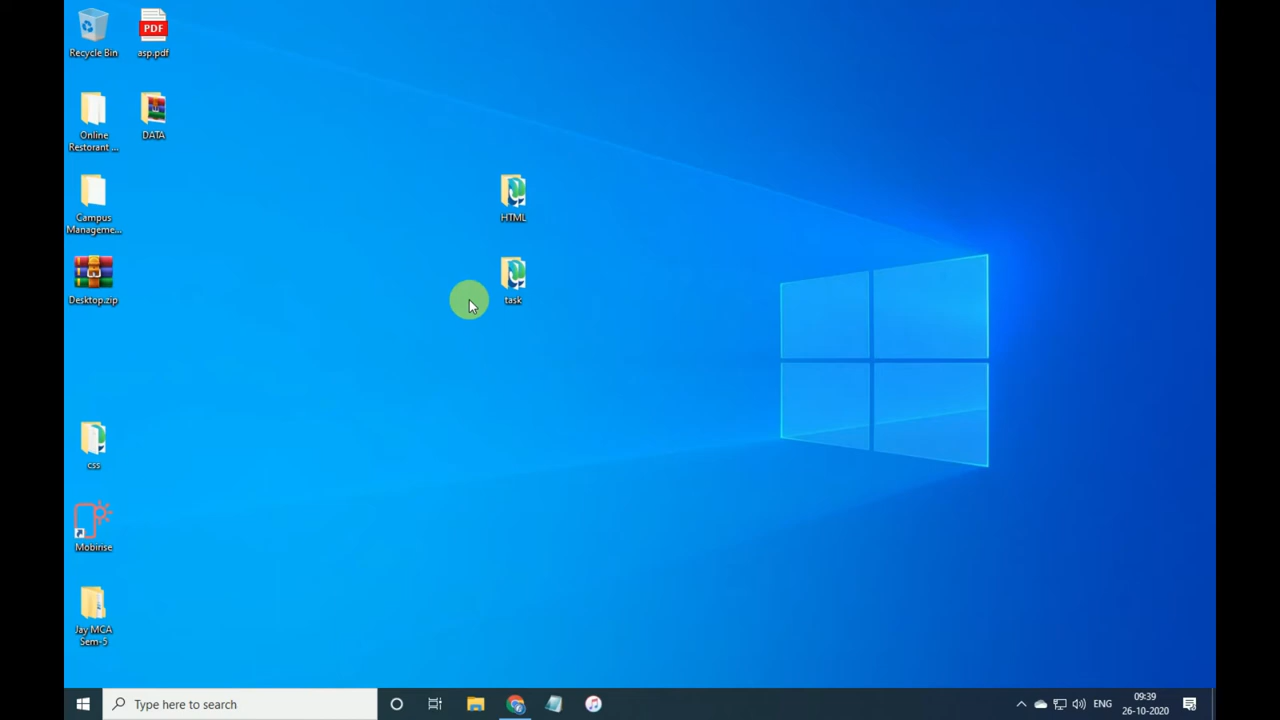 Recycle Bin
PDF
asp.pdf
Online
Restorant ...
DATA
Campus
Manageme...
HTML
Desktop.zip
task
css
Mobirise
Jay MCA
Sem-5
Type here to search
ENG
09:39
26-10-2020